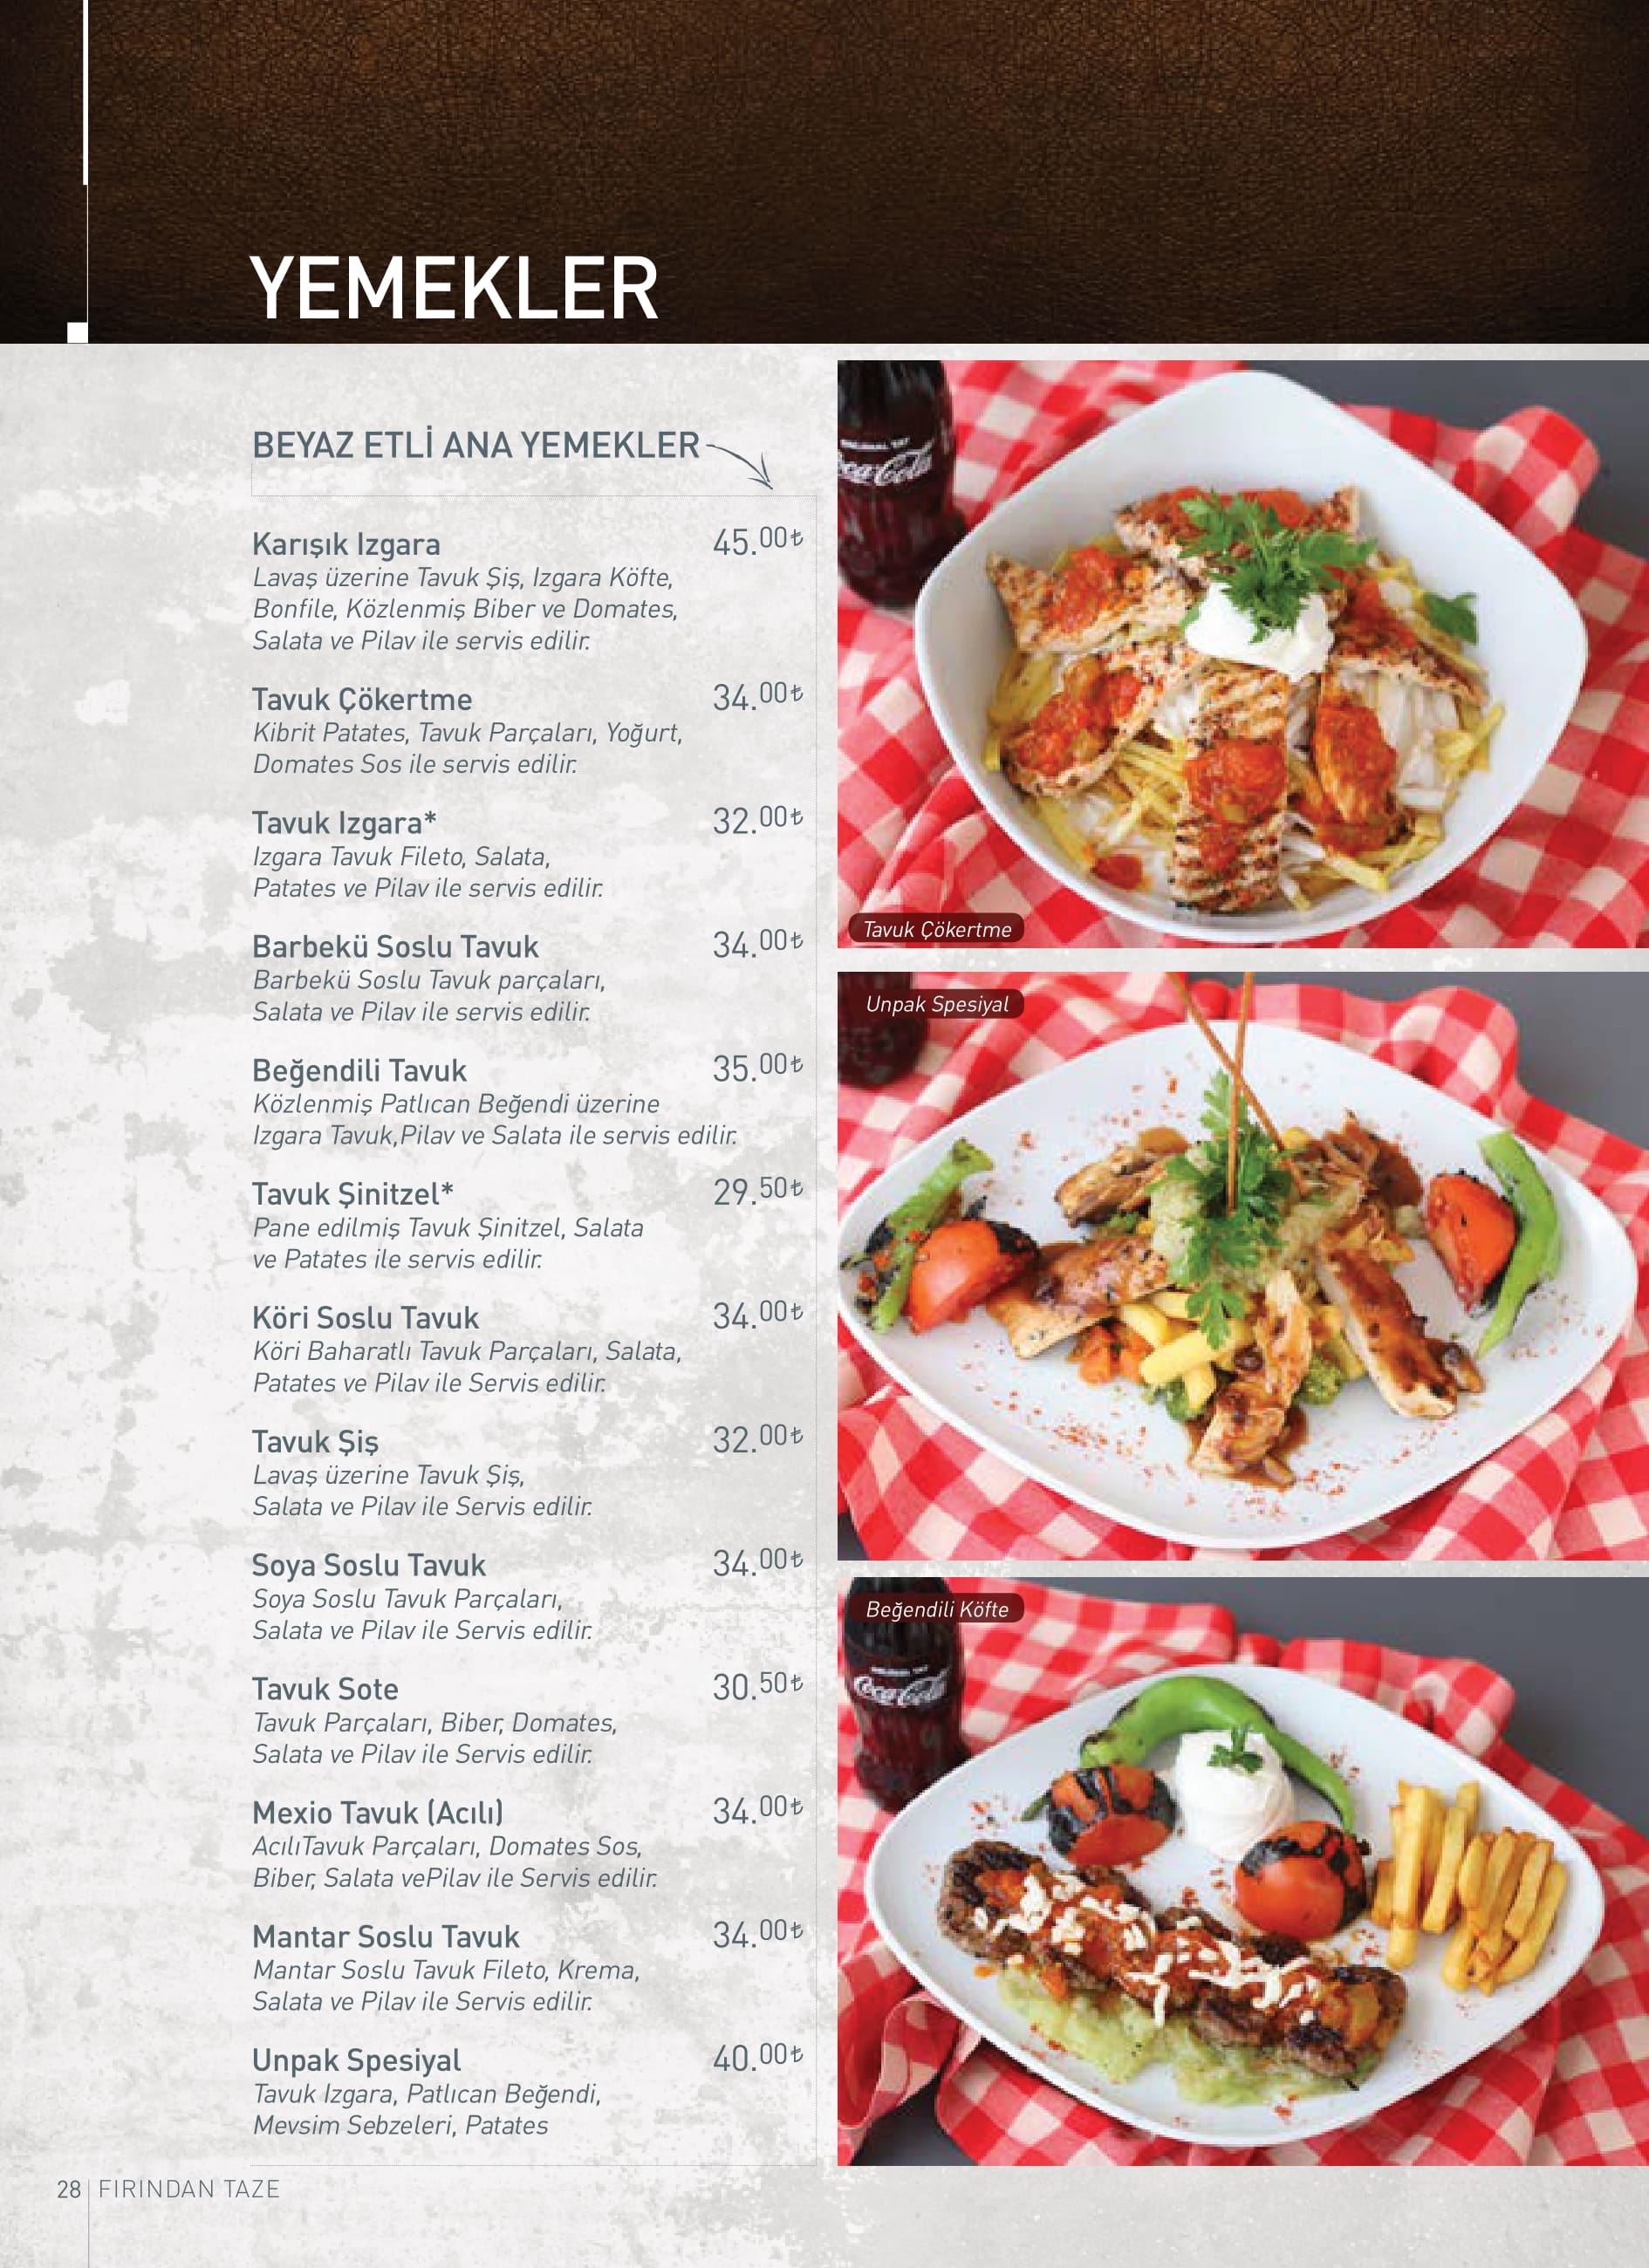 YEMEKLER
BEYAZ ETLİ ANA YEMEKLER
Karışık Izgara 45.00₺
Lavaş üzerine Tavuk Şiş, Izgara Köfte,
Bonfile, Közlenmiş Biber ve Domates,
Salata ve Pilav ile servis edilir.
Tavuk Çökertme 34.00₺
Kibrit Patates, Tavuk Parçaları, Yoğurt,
Domates Sos ile servis edilir.
Tavuk Izgara* 32.00₺
Izgara Tavuk Fileto, Salata,
Patates ve Pilav ile servis edilir.
Barbekü Soslu Tavuk 34.00₺
Barbekü Soslu Tavuk parçaları,
Salata ve Pilav ile servis edilir.
Beğendili Tavuk 35.00₺
Közlenmiş Patlıcan Beğendi üzerine
Izgara Tavuk,Pilav ve Salata ile servis edilir.
Tavuk Şinitzel* 29.50₺
Pane edilmiş Tavuk Şinitzel, Salata
ve Patates ile servis edilir.
Köri Soslu Tavuk 34.00₺
Köri Baharatlı Tavuk Parçaları, Salata,
Patates ve Pilav ile Servis edilir.
Tavuk Şiş 32.00₺
Lavaş üzerine Tavuk Şiş,
Salata ve Pilav ile Servis edilir.
Soya Soslu Tavuk 34.00₺
Soya Soslu Tavuk Parçaları,
Salata ve Pilav ile Servis edilir.
Tavuk Sote 30.50₺
Tavuk Parçaları, Biber, Domates,
Salata ve Pilav ile Servis edilir.
Mexio Tavuk (Acılı) 34.00₺
AcılıTavuk Parçaları, Domates Sos,
Biber, Salata vePilav ile Servis edilir.
Mantar Soslu Tavuk 34.00₺
Mantar Soslu Tavuk Fileto, Krema,
Salata ve Pilav ile Servis edilir.
Unpak Spesiyal 40.00₺
Tavuk Izgara, Patlıcan Beğendi,
Mevsim Sebzeleri, Patates
Coca-Cola
Tavuk Çökertme
Unpak Spesiyal
Beğendili Köfte
Coca-Cola
28 FIRINDAN TAZE